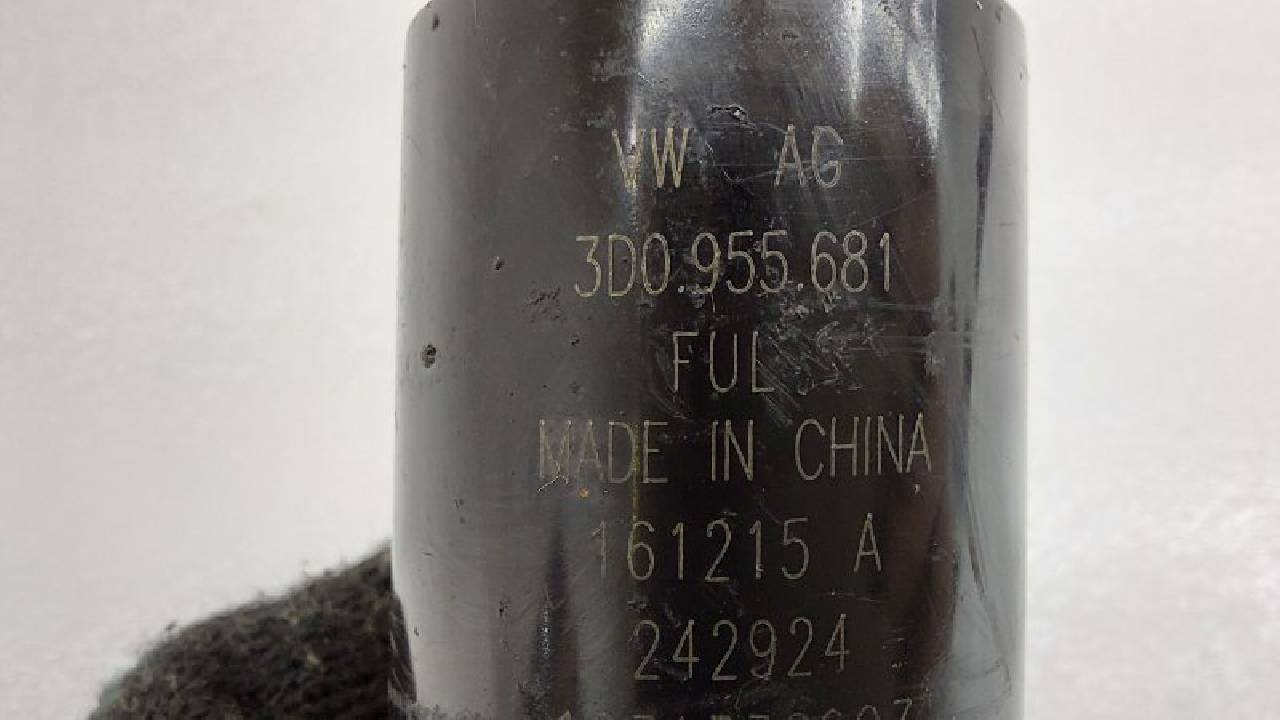 VW AG
3D0.955.681
FUL
MADE IN CHINA
161215 A
242924